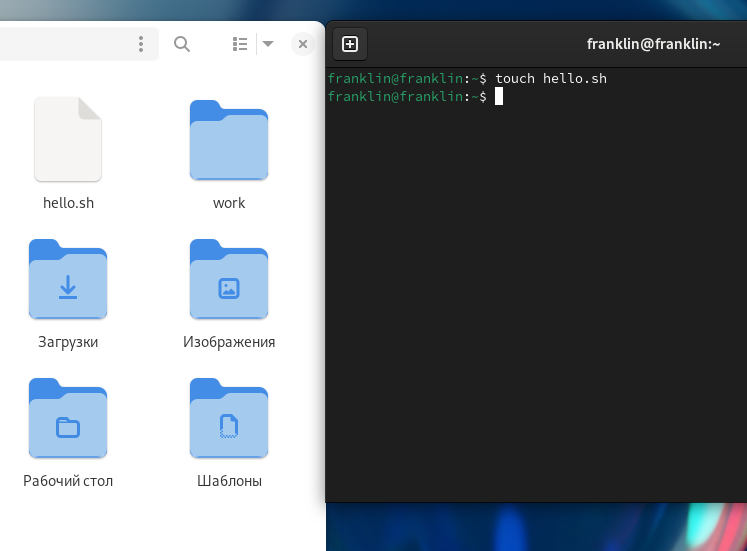 franklin@franklin:~
franklin@franklin:~$ touch hello.sh
franklin@franklin:~$
hello.sh
work
Загрузки
Изображения
Рабочий стол
Шаблоны